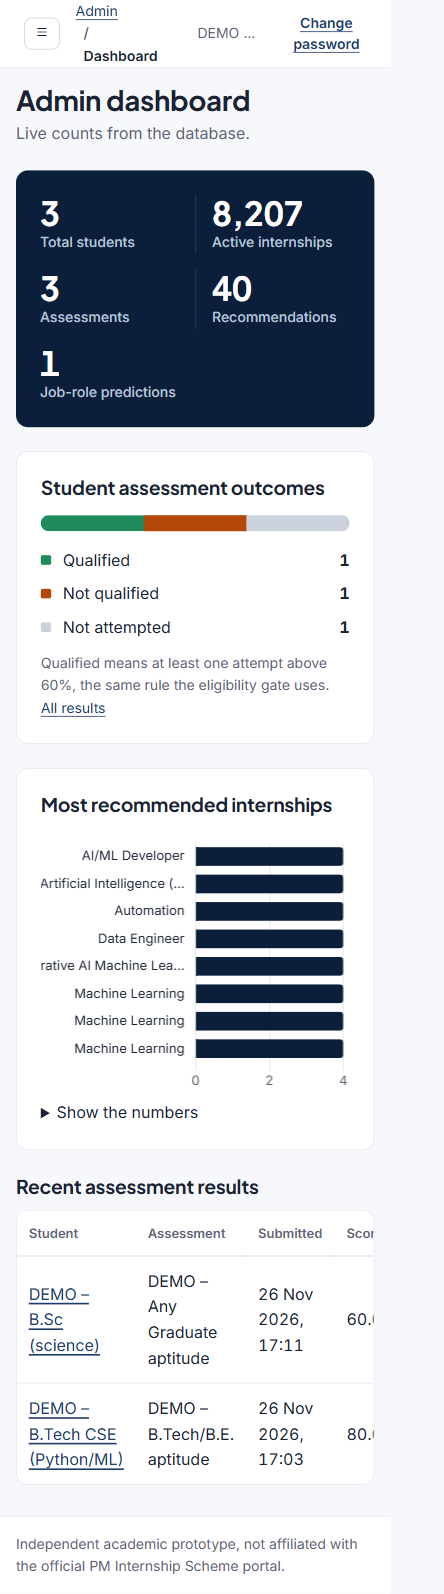 ☰
Admin
/
Dashboard
DEMO ...
Change
password
Admin dashboard
Live counts from the database.
3
Total students
8,207
Active internships
3
Assessments
40
Recommendations
1
Job-role predictions
Student assessment outcomes
Qualified 1
Not qualified 1
Not attempted 1
Qualified means at least one attempt above
60%, the same rule the eligibility gate uses.
All results
Most recommended internships
AI/ML Developer
Artificial Intelligence (...
Automation
Data Engineer
rative AI Machine Lea...
Machine Learning
Machine Learning
Machine Learning
0 2 4
▶ Show the numbers
Recent assessment results
Student Assessment Submitted Scor
DEMO –
B.Sc
(science)
DEMO –
Any
Graduate
aptitude
26 Nov
2026,
17:11
60.
DEMO –
B.Tech CSE
(Python/ML)
DEMO –
B.Tech/B.E.
aptitude
26 Nov
2026,
17:03
80.
Independent academic prototype, not affiliated with
the official PM Internship Scheme portal.